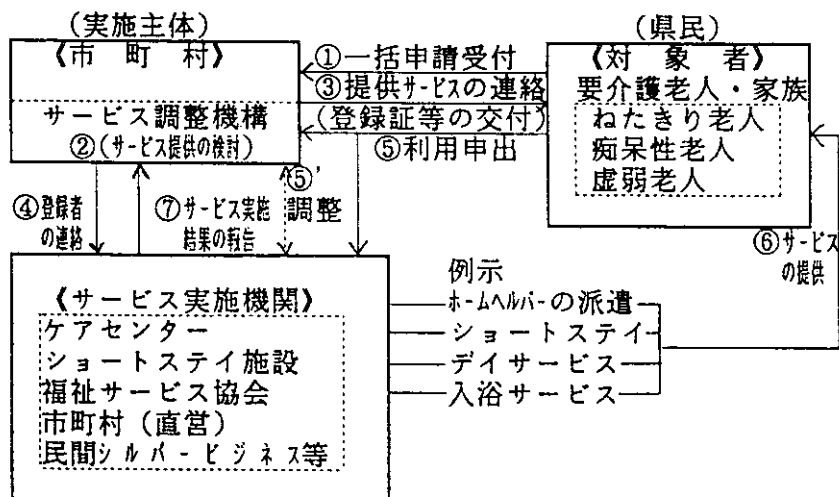 (実施主体)
《市 町 村》
サービス調整機構
②(サービス提供の検討)
①一括申請受付
③提供サービスの連絡
(登録証等の交付)
⑤利用申出
(県民)
《対 象 者》
要介護老人・家族
ねたきり老人
痴呆性老人
虚弱老人
④登録者
の連絡
⑦サービス実施
結果の報告
⑤'
調整
⑥サービス
の提供
《サービス実施機関》
ケアセンター
ショートステイ施設
福祉サービス協会
市町村(直営)
民間シルバービジネス等
例示
ホームヘルパーの派遣
ショートステイ
デイサービス
入浴サービス